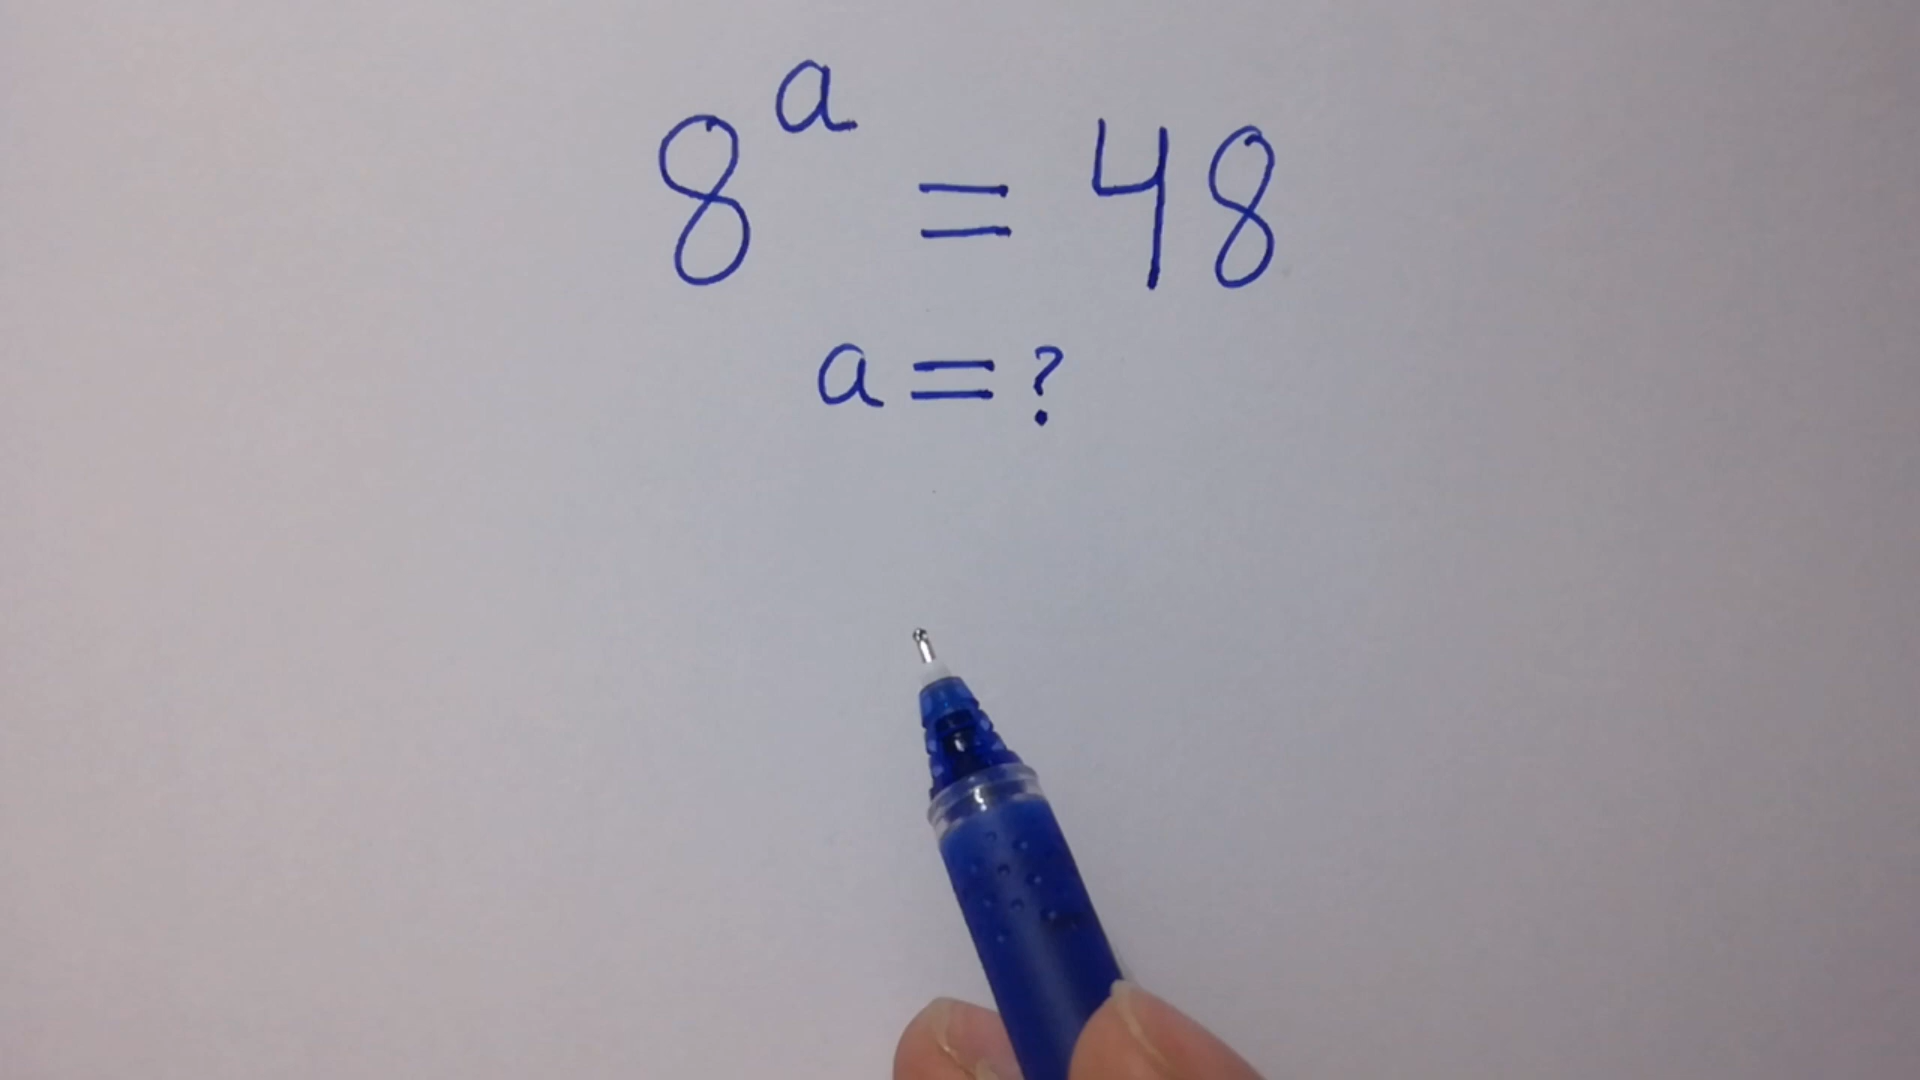 8^a = 48
a = ?